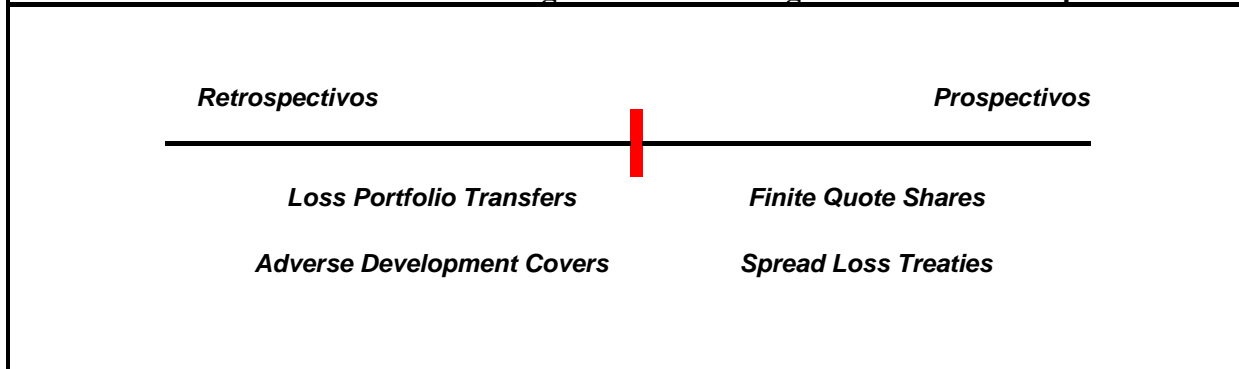 Retrospectivos Prospectivos
Loss Portfolio Transfers Finite Quote Shares
Adverse Development Covers Spread Loss Treaties